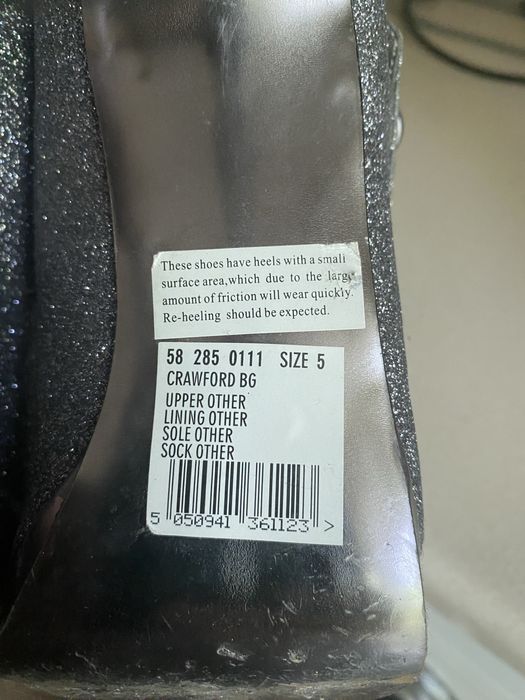 These shoes have heels with a small
surface area,which due to the large
amount of friction will wear quickly.
Re-heeling should be expected.
58 285 0111 SIZE 5
CRAWFORD BG
UPPER OTHER
LINING OTHER
SOLE OTHER
SOCK OTHER
5 050941 361123 >